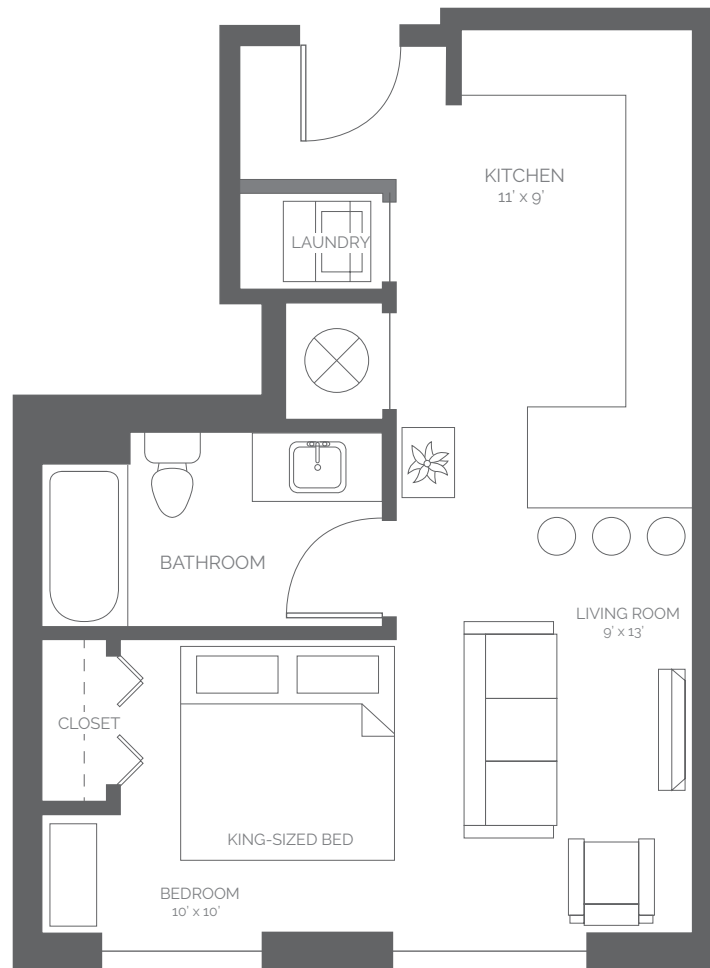 KITCHEN
11' x 9'
LAUNDRY
BATHROOM
LIVING ROOM
9' x 13'
CLOSET
KING-SIZED BED
BEDROOM
10' x 10'